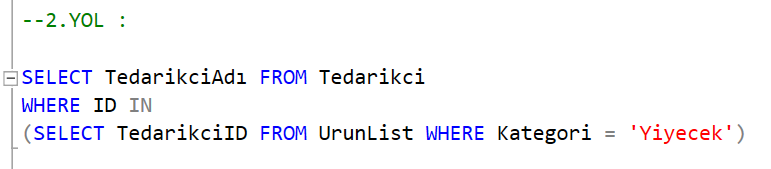 --2.YOL :
SELECT TedarikciAdı FROM Tedarikci
WHERE ID IN
(SELECT TedarikciID FROM UrunList WHERE Kategori = 'Yiyecek')